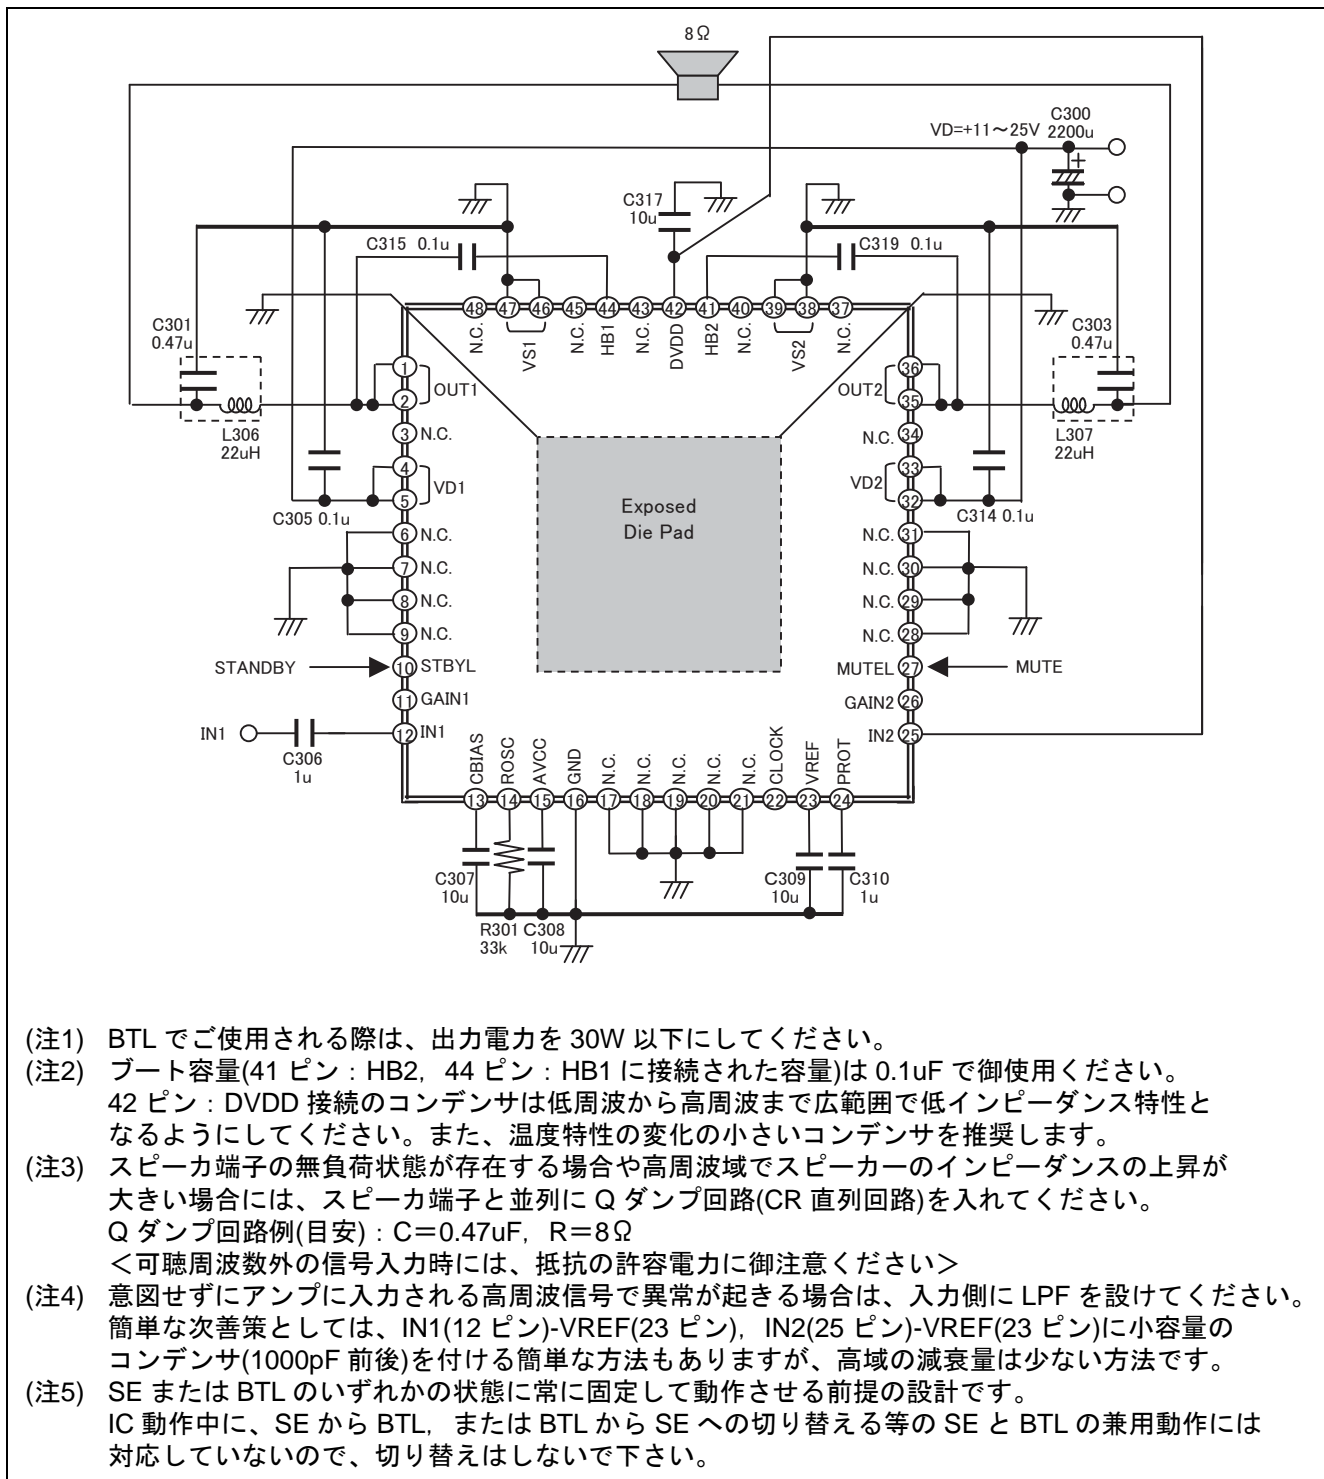 8Ω
C300
VD=+11～25V 2200u
+
C317
10u
C315 0.1u
C319 0.1u
C301
0.47u
C303
0.47u
48 47 46 45 44 43 42 41 40 39 38 37
N.C. VS1 N.C. HB1 N.C. DVDD HB2 N.C. VS2 N.C.
1
2
OUT1
3 N.C.
4
5
VD1
6 N.C.
7 N.C.
8 N.C.
9 N.C.
10 STBYL
11 GAIN1
12 IN1
L306
22uH
C305 0.1u
STANDBY
IN1
C306
1u
Exposed
Die Pad
36
35
OUT2
N.C. 34
33
32
VD2
N.C. 31
N.C. 30
N.C. 29
N.C. 28
MUTEL 27
GAIN2 26
IN2 25
L307
22uH
C314 0.1u
MUTE
CBIAS ROSC AVCC GND N.C. N.C. N.C. N.C. N.C. CLOCK VREF PROT
13 14 15 16 17 18 19 20 21 22 23 24
C307
10u
R301
33k
C308
10u
C309
10u
C310
1u
(注1) BTL でご使用される際は、出力電力を 30W 以下にしてください。
(注2) ブート容量(41 ピン：HB2，44 ピン：HB1 に接続された容量)は 0.1uF で御使用ください。
42 ピン：DVDD 接続のコンデンサは低周波から高周波まで広範囲で低インピーダンス特性と
なるようにしてください。また、温度特性の変化の小さいコンデンサを推奨します。
(注3) スピーカ端子の無負荷状態が存在する場合や高周波域でスピーカーのインピーダンスの上昇が
大きい場合には、スピーカ端子と並列に Q ダンプ回路(CR 直列回路)を入れてください。
Q ダンプ回路例(目安)：C＝0.47uF，R＝8Ω
＜可聴周波数外の信号入力時には、抵抗の許容電力に御注意ください＞
(注4) 意図せずにアンプに入力される高周波信号で異常が起きる場合は、入力側に LPF を設けてください。
簡単な次善策としては、IN1(12 ピン)-VREF(23 ピン)，IN2(25 ピン)-VREF(23 ピン)に小容量の
コンデンサ(1000pF 前後)を付ける簡単な方法もありますが、高域の減衰量は少ない方法です。
(注5) SE または BTL のいずれかの状態に常に固定して動作させる前提の設計です。
IC 動作中に、SE から BTL，または BTL から SE への切り替える等の SE と BTL の兼用動作には
対応していないので、切り替えはしないで下さい。